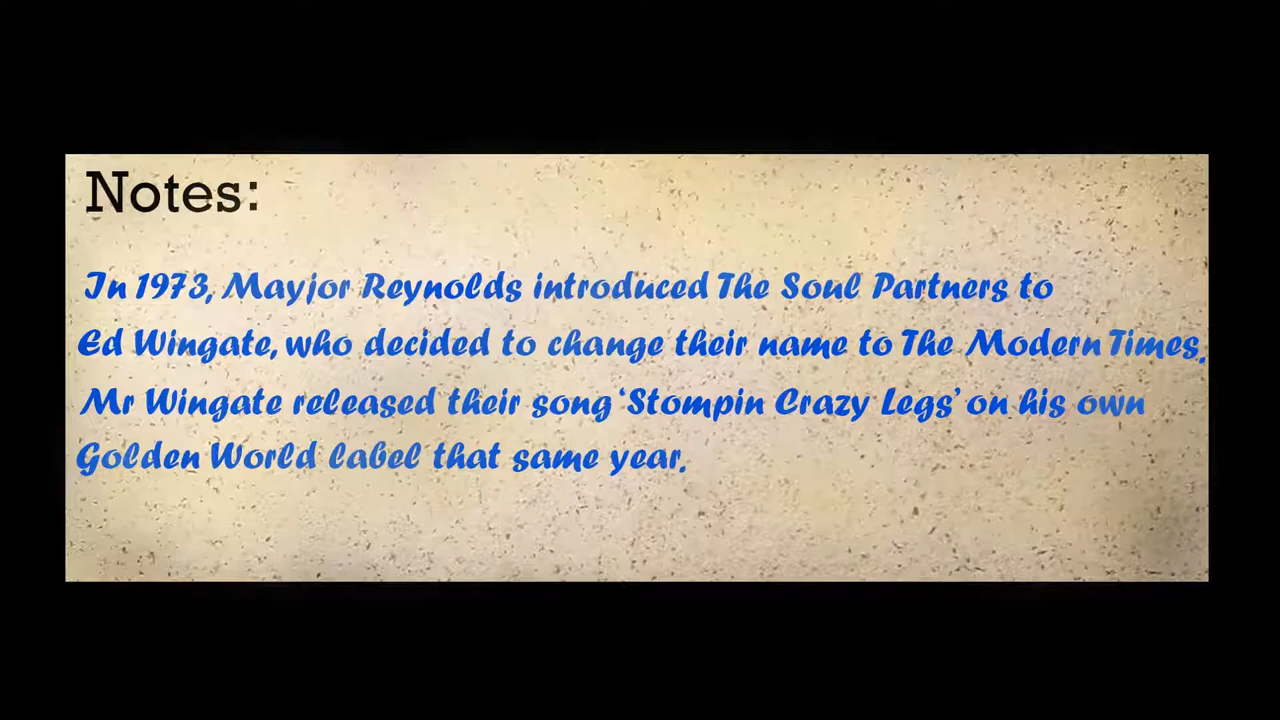 Notes:
In 1973, Mayjor Reynolds introduced The Soul Partners to
Ed Wingate, who decided to change their name to The Modern Times.
Mr Wingate released their song ‘Stompin Crazy Legs’ on his own
Golden World label that same year.